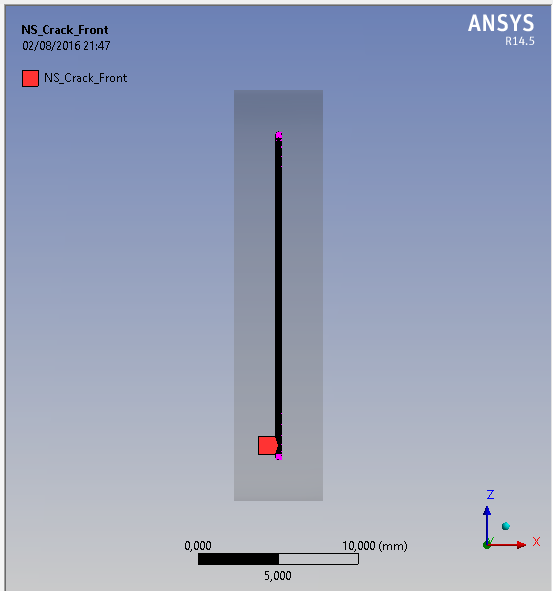 NS_Crack_Front
02/08/2016 21:47
NS_Crack_Front
ANSYS
R14.5
Z
Y
X
0,000
10,000 (mm)
5,000